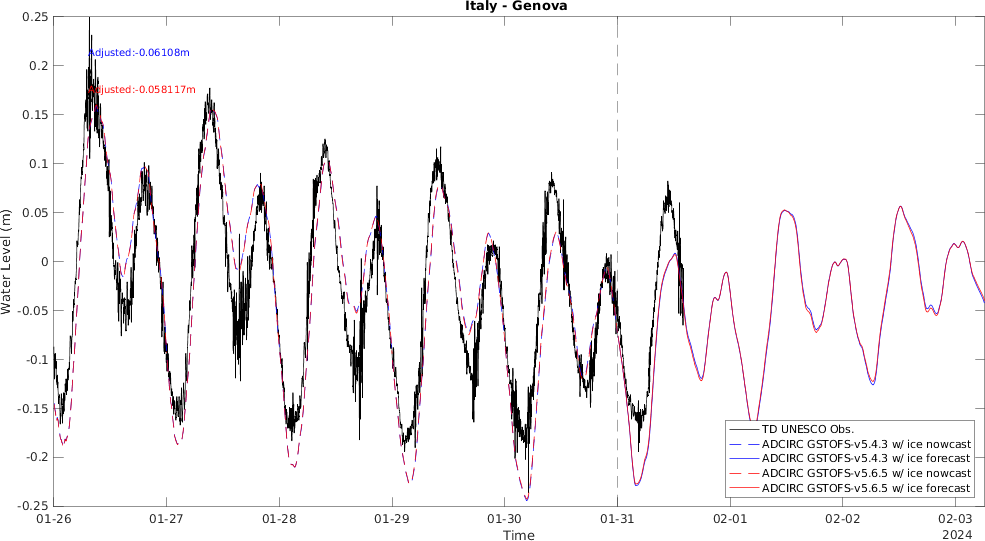 Italy - Genova
0.25
0.2
0.15
0.1
0.05
0
-0.05
-0.1
-0.15
-0.2
-0.25
Water Level (m)
Adjusted:-0.06108m
Adjusted:-0.058117m
TD UNESCO Obs.
ADCIRC GSTOFS-v5.4.3 w/ ice nowcast
ADCIRC GSTOFS-v5.4.3 w/ ice forecast
ADCIRC GSTOFS-v5.6.5 w/ ice nowcast
ADCIRC GSTOFS-v5.6.5 w/ ice forecast
01-26 01-27 01-28 01-29 01-30 01-31 02-01 02-02 02-03
Time
2024